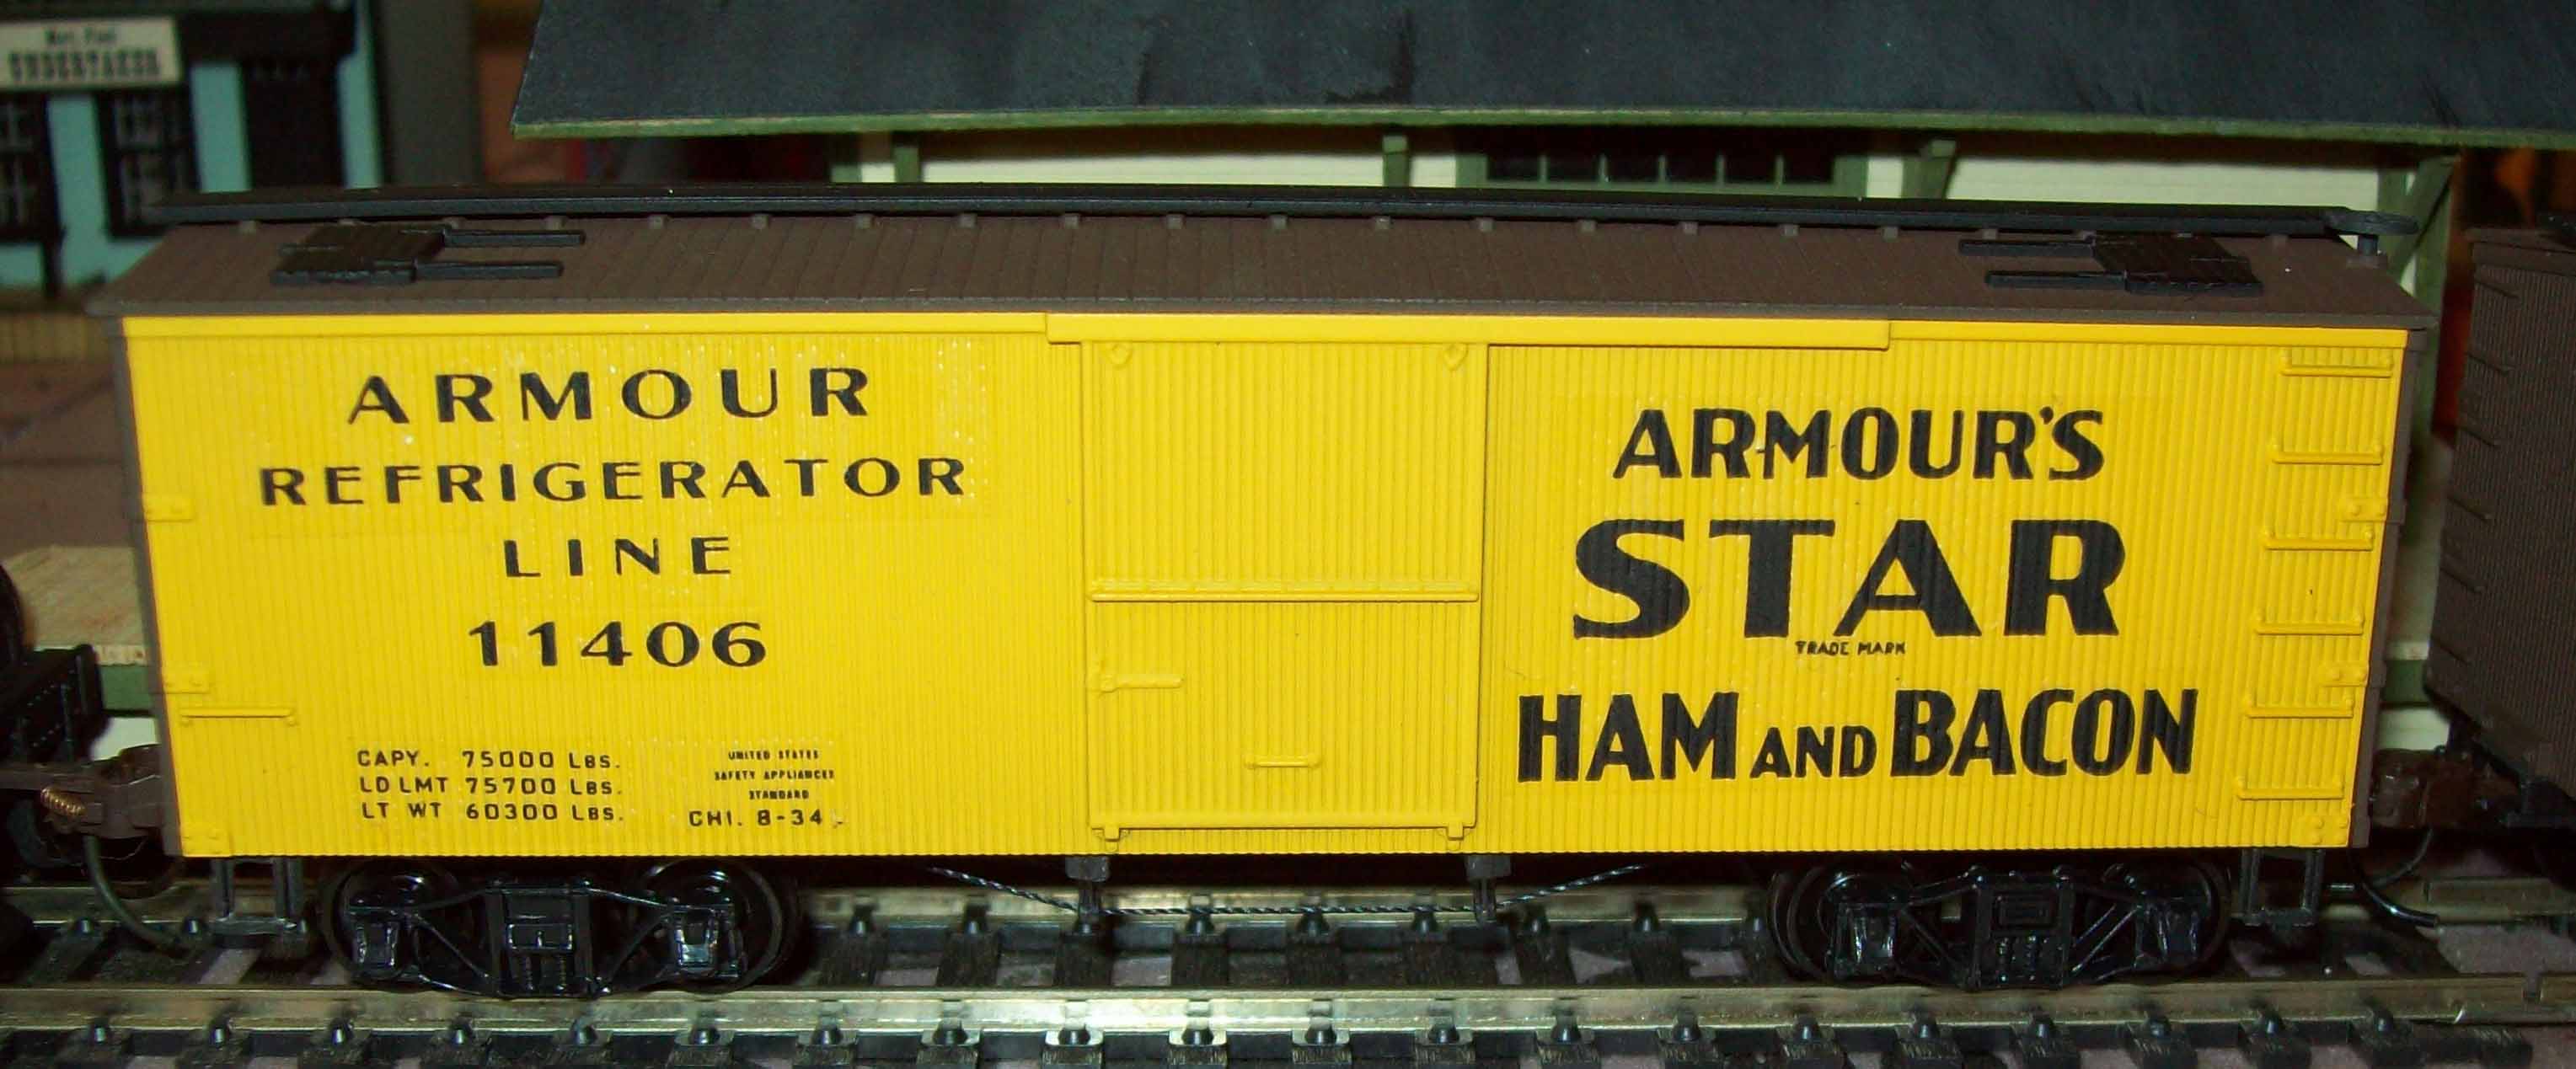 UNDERTAKER
ARMOUR
REFRIGERATOR
LINE
11406
CAPY. 75000 LBS.
LD LMT 75700 LBS.
LT WT 60300 LBS.
UNITED STATES
SAFETY APPLIANCES
STANDARD
CHI. 8-34
ARMOUR'S
STAR
TRADE MARK
HAM AND BACON